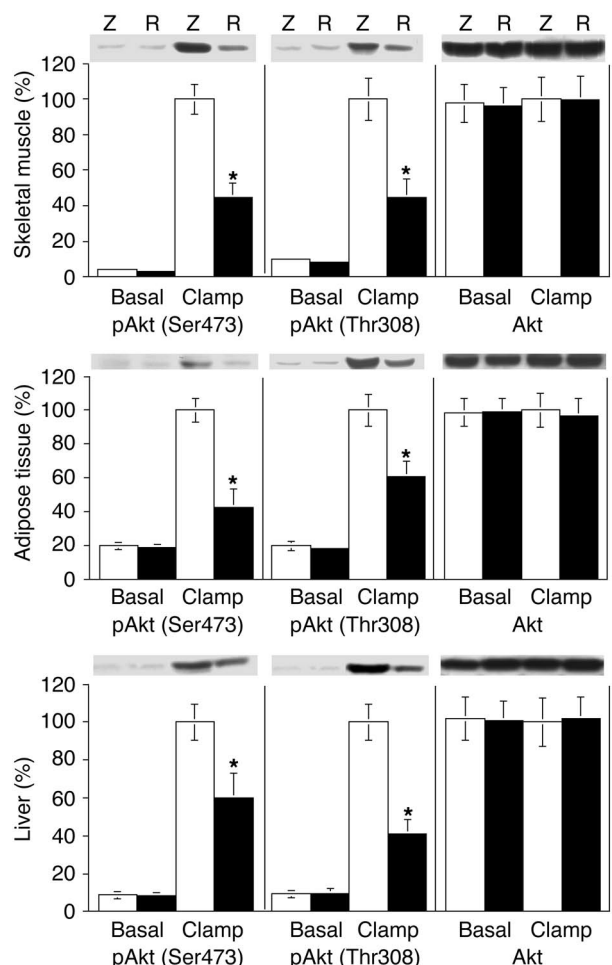 Z R Z R Z R Z R Z R Z R
Skeletal muscle (%)
120
100
80
60
40
20
0
*
*
Basal Clamp Basal Clamp Basal Clamp
pAkt (Ser473) pAkt (Thr308) Akt
Adipose tissue (%)
120
100
80
60
40
20
0
*
*
Basal Clamp Basal Clamp Basal Clamp
pAkt (Ser473) pAkt (Thr308) Akt
Liver (%)
120
100
80
60
40
20
0
*
*
Basal Clamp Basal Clamp Basal Clamp
pAkt (Ser473) pAkt (Thr308) Akt